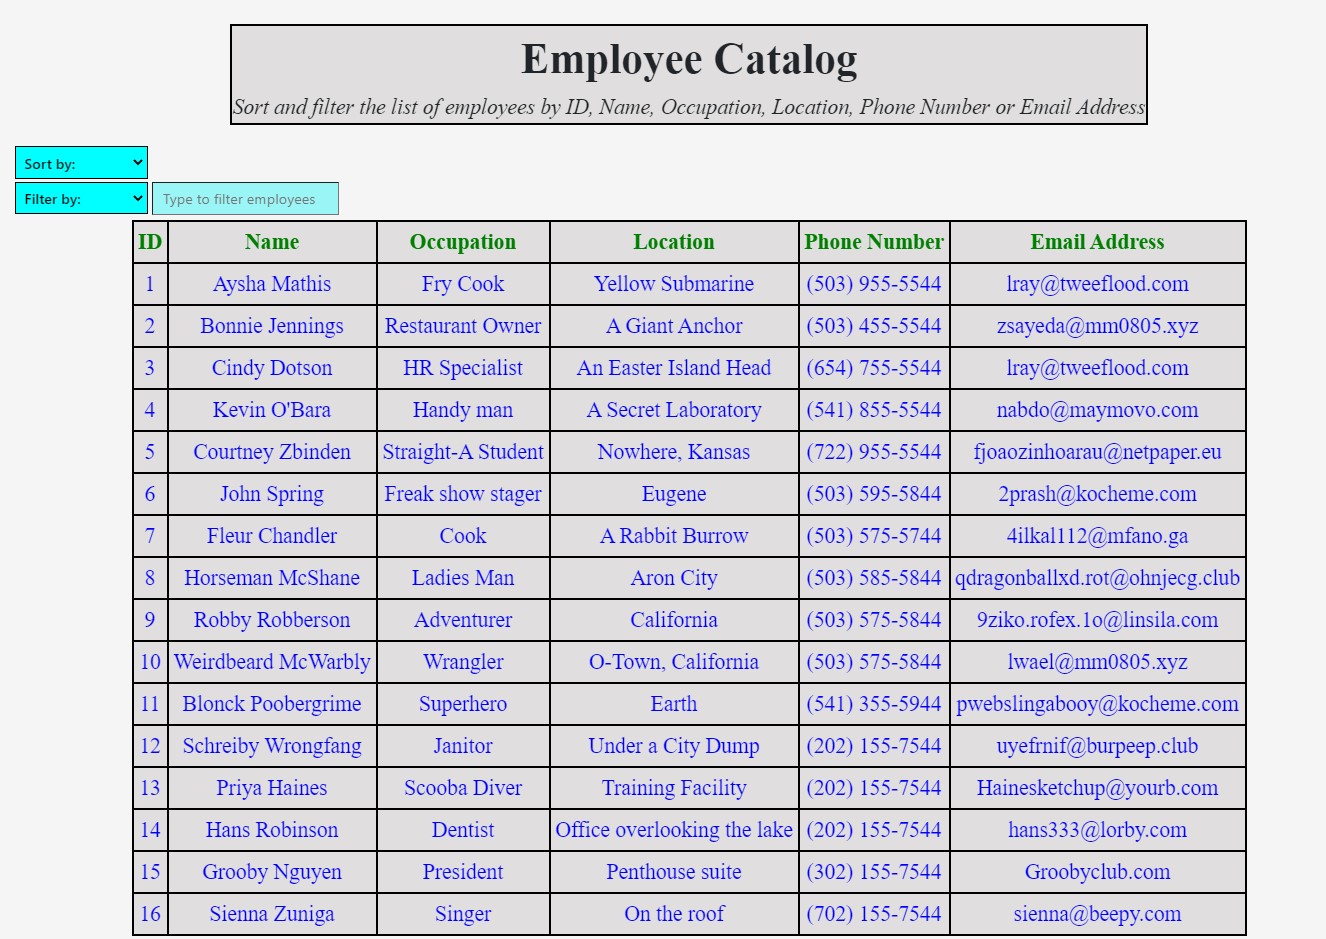 Employee Catalog
Sort and filter the list of employees by ID, Name, Occupation, Location, Phone Number or Email Address
Sort by:
Filter by: Type to filter employees
ID Name Occupation Location Phone Number Email Address
1 Aysha Mathis Fry Cook Yellow Submarine (503) 955-5544 lray@tweeflood.com
2 Bonnie Jennings Restaurant Owner A Giant Anchor (503) 455-5544 zsayeda@mm0805.xyz
3 Cindy Dotson HR Specialist An Easter Island Head (654) 755-5544 lray@tweeflood.com
4 Kevin O'Bara Handy man A Secret Laboratory (541) 855-5544 nabdo@maymovo.com
5 Courtney Zbinden Straight-A Student Nowhere, Kansas (722) 955-5544 fjoaozinhoarau@netpaper.eu
6 John Spring Freak show stager Eugene (503) 595-5844 2prash@kocheme.com
7 Fleur Chandler Cook A Rabbit Burrow (503) 575-5744 4ilkal112@mfano.ga
8 Horseman McShane Ladies Man Aron City (503) 585-5844 qdragonballxd.rot@ohnjecg.club
9 Robby Robberson Adventurer California (503) 575-5844 9ziko.rofex.1o@linsila.com
10 Weirdbeard McWarbly Wrangler O-Town, California (503) 575-5844 lwael@mm0805.xyz
11 Blonck Poobergrime Superhero Earth (541) 355-5944 pwebslingabooy@kocheme.com
12 Schreiby Wrongfang Janitor Under a City Dump (202) 155-7544 uyefrnif@burpeep.club
13 Priya Haines Scooba Diver Training Facility (202) 155-7544 Hainesketchup@yourb.com
14 Hans Robinson Dentist Office overlooking the lake (202) 155-7544 hans333@lorby.com
15 Grooby Nguyen President Penthouse suite (302) 155-7544 Groobyclub.com
16 Sienna Zuniga Singer On the roof (702) 155-7544 sienna@beepy.com